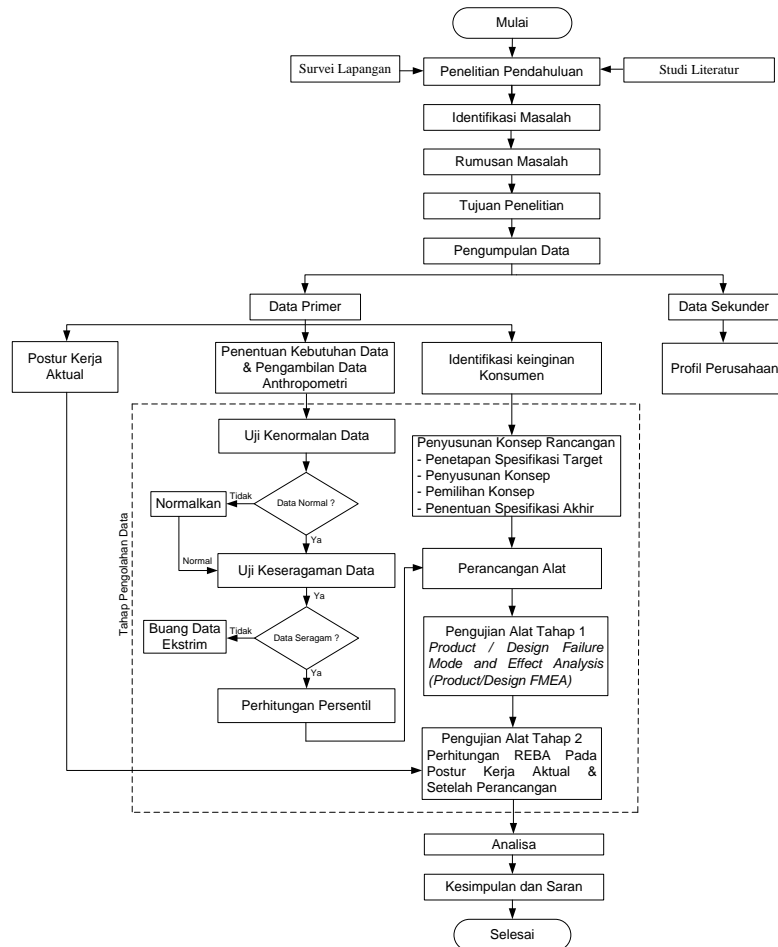 Mulai
Survei Lapangan
Penelitian Pendahuluan
Studi Literatur
Identifikasi Masalah
Rumusan Masalah
Tujuan Penelitian
Pengumpulan Data
Data Primer
Data Sekunder
Postur Kerja
Aktual
Penentuan Kebutuhan Data
& Pengambilan Data
Anthropometri
Identifikasi keinginan
Konsumen
Profil Perusahaan
Tahap Pengolahan Data
Uji Kenormalan Data
Data Normal ?
Tidak
Normalkan
Ya
Normal
Uji Keseragaman Data
Ya
Data Seragam ?
Tidak
Buang Data
Ekstrim
Ya
Perhitungan Persentil
Penyusunan Konsep Rancangan
- Penetapan Spesifikasi Target
- Penyusunan Konsep
- Pemilihan Konsep
- Penentuan Spesifikasi Akhir
Perancangan Alat
Pengujian Alat Tahap 1
Product / Design Failure
Mode and Effect Analysis
(Product/Design FMEA)
Pengujian Alat Tahap 2
Perhitungan REBA Pada
Postur Kerja Aktual &
Setelah Perancangan
Analisa
Kesimpulan dan Saran
Selesai